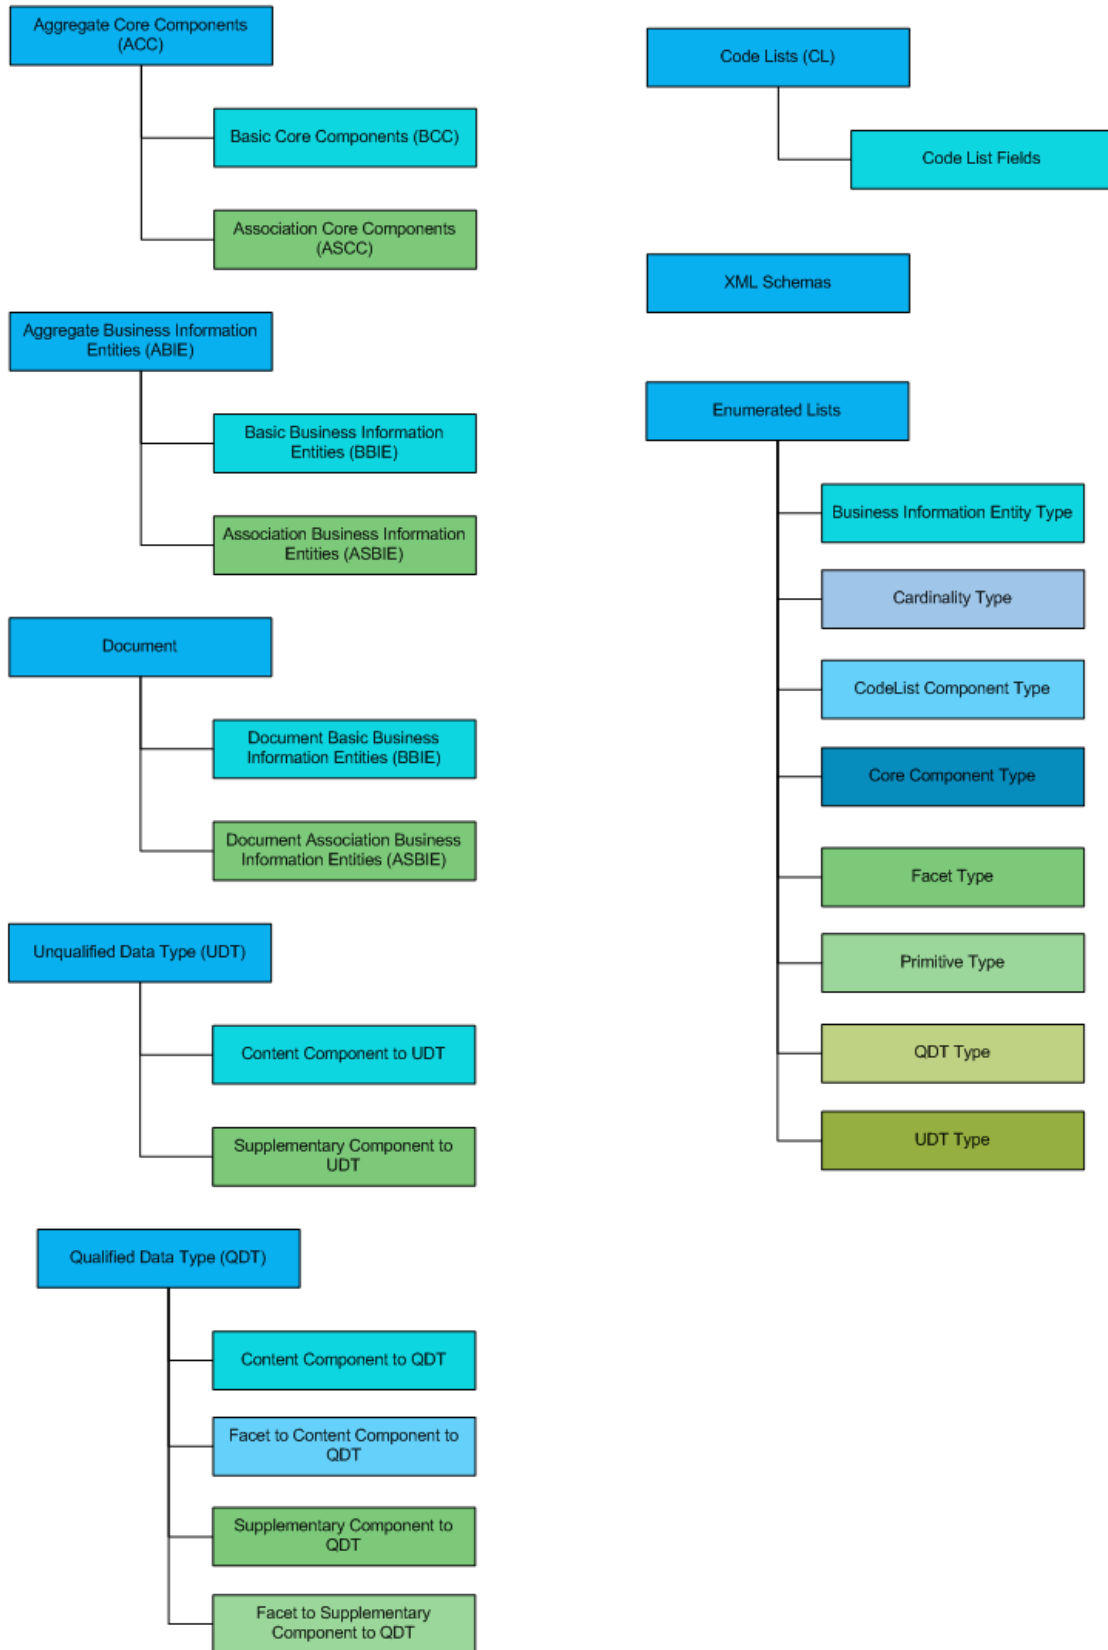 Aggregate Core Components
(ACC)
Basic Core Components (BCC)
Association Core Components
(ASCC)
Aggregate Business Information
Entities (ABIE)
Basic Business Information
Entities (BBIE)
Association Business Information
Entities (ASBIE)
Document
Document Basic Business
Information Entities (BBIE)
Document Association Business
Information Entities (ASBIE)
Unqualified Data Type (UDT)
Content Component to UDT
Supplementary Component to
UDT
Qualified Data Type (QDT)
Content Component to QDT
Facet to Content Component to
QDT
Supplementary Component to
QDT
Facet to Supplementary
Component to QDT
Code Lists (CL)
Code List Fields
XML Schemas
Enumerated Lists
Business Information Entity Type
Cardinality Type
CodeList Component Type
Core Component Type
Facet Type
Primitive Type
QDT Type
UDT Type